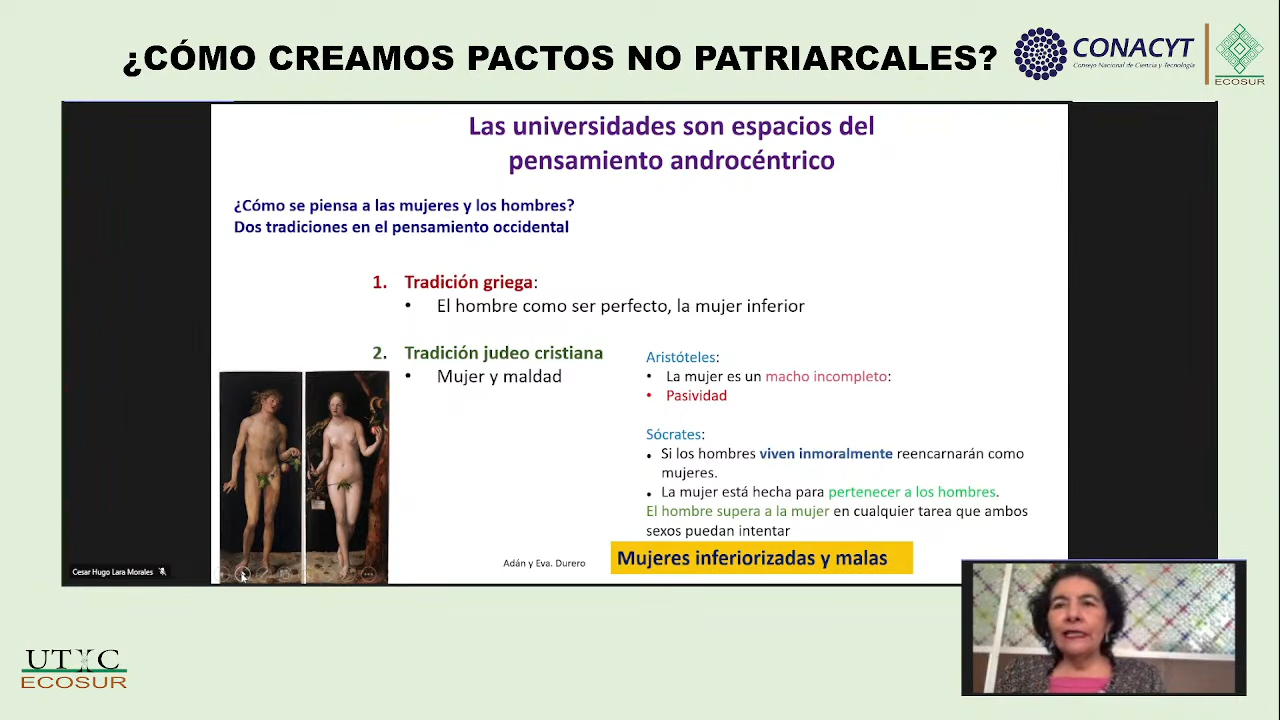 ¿CÓMO CREAMOS PACTOS NO PATRIARCALES?
CONACYT
Consejo Nacional de Ciencia y Tecnología
ECOSUR
Las universidades son espacios del
pensamiento androcéntrico
¿Cómo se piensa a las mujeres y los hombres?
Dos tradiciones en el pensamiento occidental
1. Tradición griega:
• El hombre como ser perfecto, la mujer inferior
2. Tradición judeo cristiana
• Mujer y maldad
Aristóteles:
• La mujer es un macho incompleto:
• Pasividad
Sócrates:
• Si los hombres viven inmoralmente reencarnarán como
mujeres.
• La mujer está hecha para pertenecer a los hombres.
El hombre supera a la mujer en cualquier tarea que ambos
sexos puedan intentar
Adán y Eva. Durero
Mujeres inferiorizadas y malas
Cesar Hugo Lara Morales
UTYC
ECOSUR